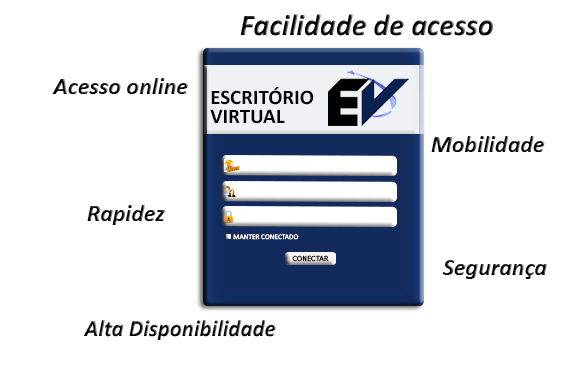 Facilidade de acesso
Acesso online
ESCRITÓRIO
VIRTUAL
EV
Mobilidade
Rapidez
MANTER CONECTADO
CONECTAR
Segurança
Alta Disponibilidade